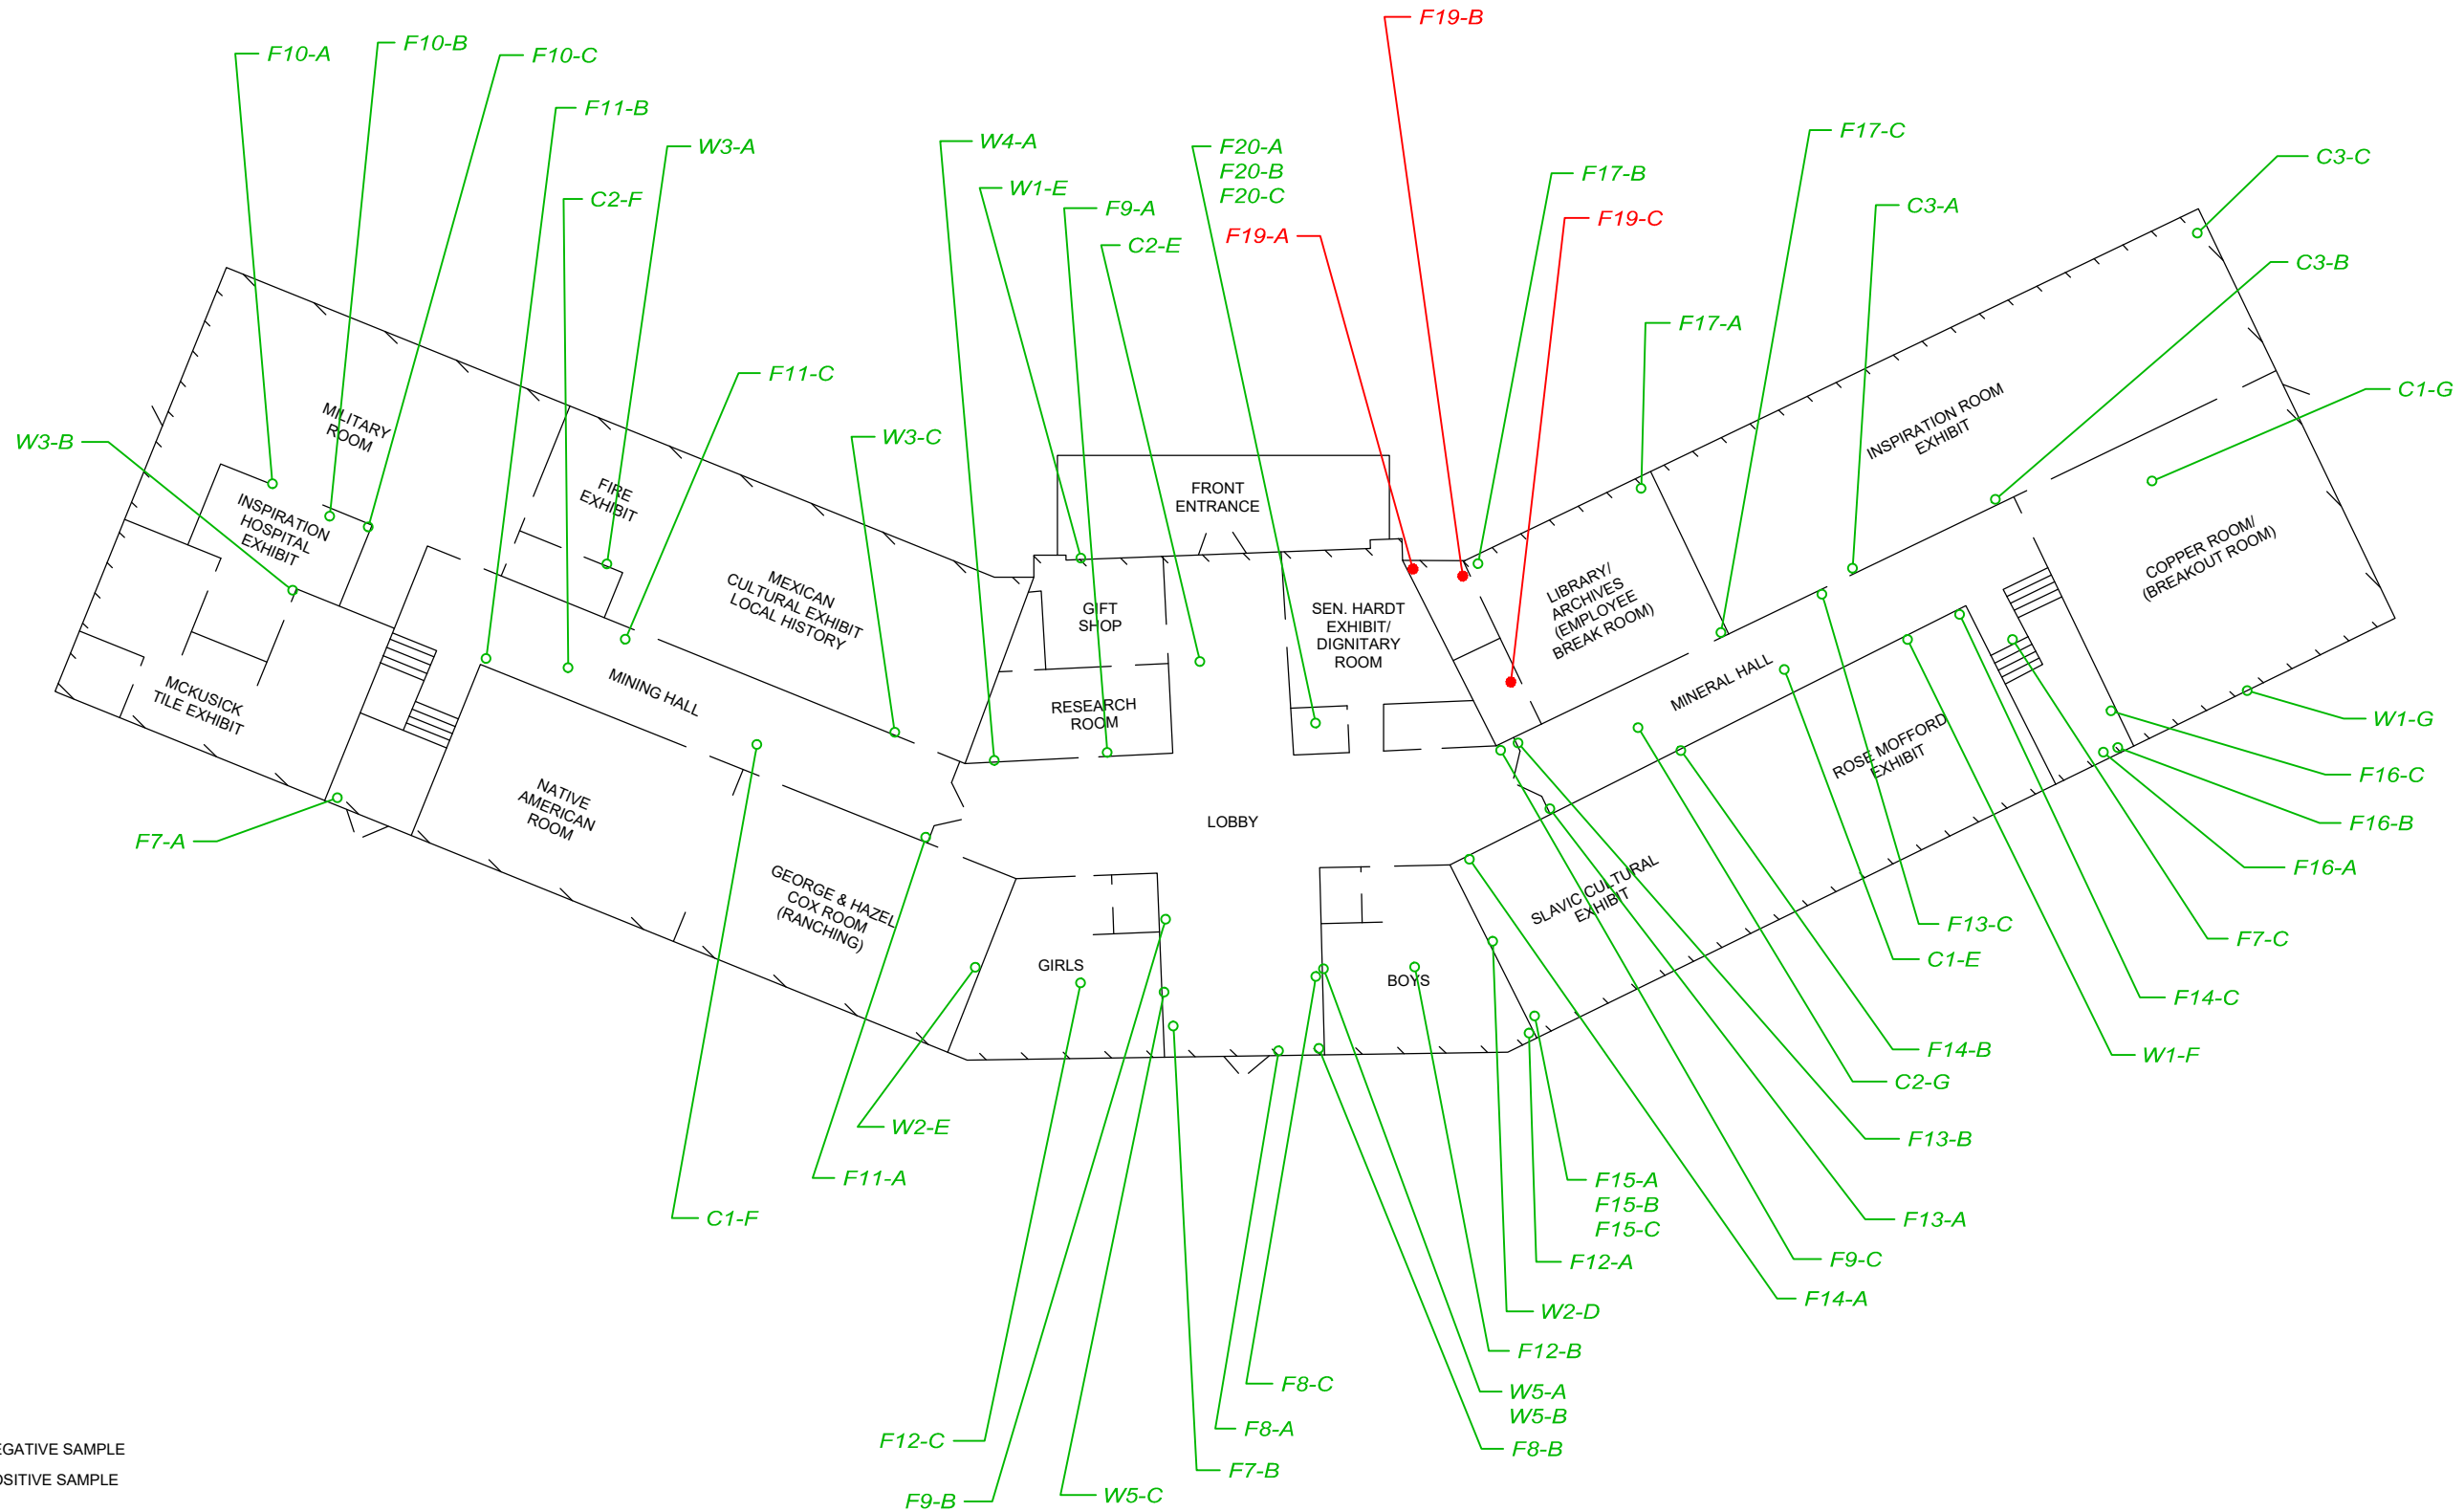 F19-B
F10-B
F10-A
F10-C
F11-B
F17-C
W4-A
W3-A
F20-A
F20-B
F20-C
C3-C
F17-B
W1-E
C2-F
C3-A
F9-A
F19-C
F19-A
C2-E
C3-B
F17-A
F11-C
C1-G
W3-B
W3-C
MILITARY
ROOM
INSPIRATION
HOSPITAL
EXHIBIT
FIRE
EXHIBIT
MEXICAN
CULTURAL EXHIBIT
LOCAL HISTORY
FRONT
ENTRANCE
INSPIRATION ROOM
EXHIBIT
COPPER ROOM/
(BREAKOUT ROOM)
GIFT
SHOP
SEN. HARDT
EXHIBIT/
DIGNITARY
ROOM
LIBRARY/
ARCHIVES
(EMPLOYEE
BREAK ROOM)
MCKUSICK
TILE EXHIBIT
MINING HALL
RESEARCH
ROOM
MINERAL HALL
ROSE MOFFORD
EXHIBIT
W1-G
F16-C
F16-B
F7-A
NATIVE
AMERICAN
ROOM
LOBBY
F16-A
GEORGE & HAZEL
COX ROOM
(RANCHING)
SLAVIC CULTURAL
EXHIBIT
GIRLS
BOYS
F13-C
F7-C
C1-E
F14-C
F14-B
W1-F
C2-G
W2-E
F13-B
F11-A
F15-A
F15-B
F15-C
C1-F
F13-A
F12-A
F9-C
F14-A
W2-D
F12-B
F8-C
W5-A
W5-B
F8-A
F12-C
F8-B
F7-B
W5-C
F9-B
EGATIVE SAMPLE
OSITIVE SAMPLE